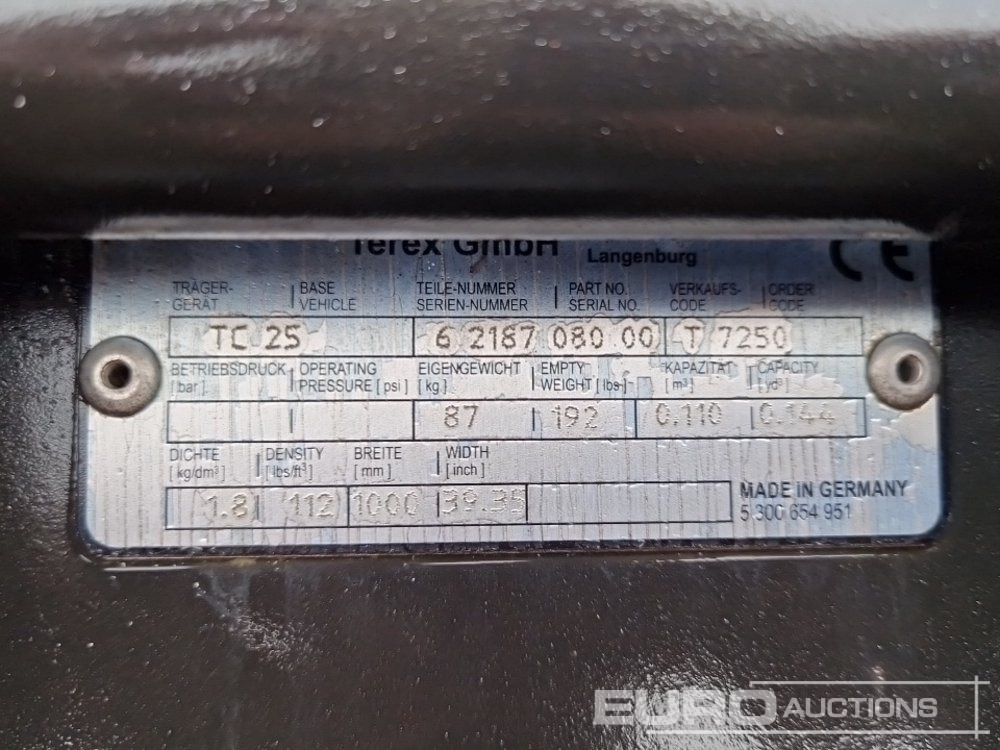 Terex GmbH Langenburg CE
TRÄGER- BASE TEILE-NUMMER PART NO. VERKAUFS- ORDER
GERÄT VEHICLE SERIEN-NUMMER SERIAL NO. CODE CODE
TC 25 6 2187 080 00 T 7250
BETRIEBSDRUCK OPERATING EIGENGEWICHT EMPTY KAPAZITÄT CAPACITY
[bar] PRESSURE [psi] [kg] WEIGHT [lbs] [m³] [yd³]
87 192 0.110 0.144
DICHTE DENSITY BREITE WIDTH
[kg/dm³] [lbs/ft³] [mm] [inch]
1.8 112 1000 39.35
MADE IN GERMANY
5 300 654 951
EURO AUCTIONS